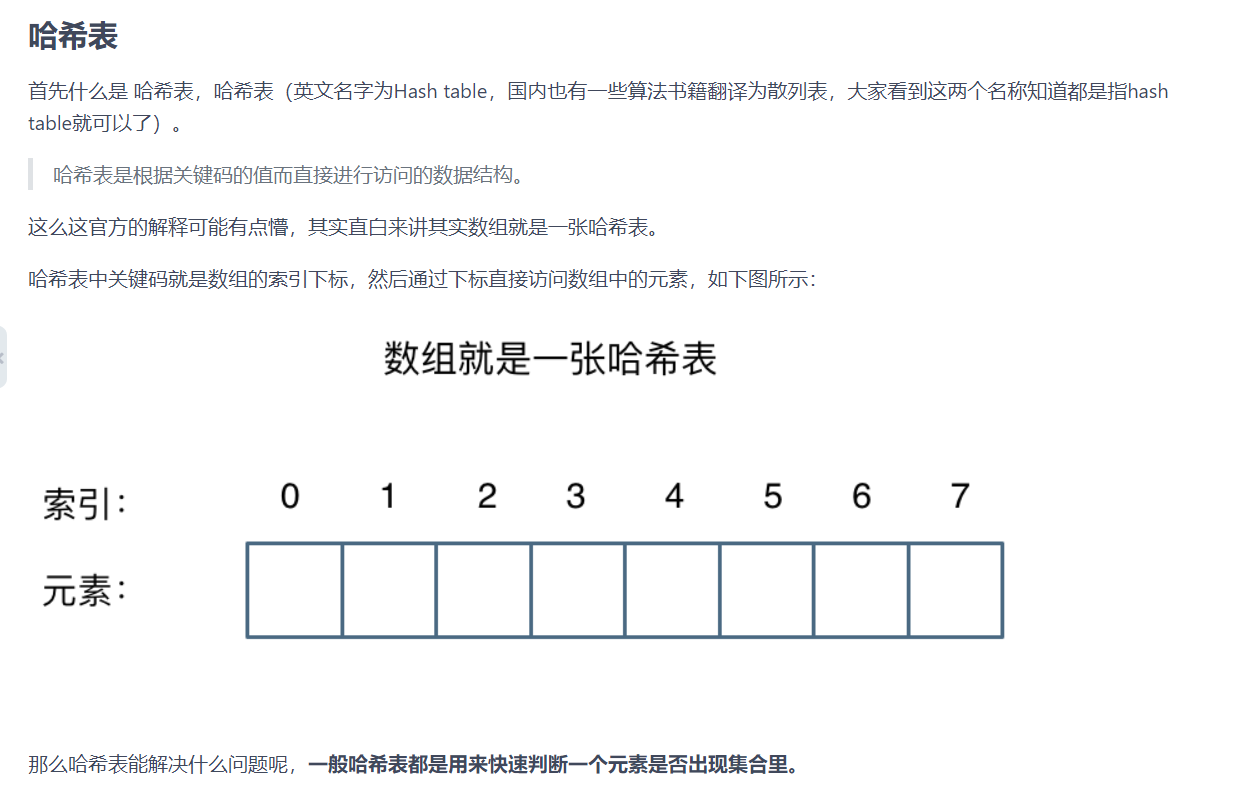 哈希表
首先什么是 哈希表，哈希表（英文名字为Hash table，国内也有一些算法书籍翻译为散列表，大家看到这两个名称知道都是指hash
table就可以了）。
哈希表是根据关键码的值而直接进行访问的数据结构。
这么这官方的解释可能有点懵，其实直白来讲其实数组就是一张哈希表。
哈希表中关键码就是数组的索引下标，然后通过下标直接访问数组中的元素，如下图所示：
数组就是一张哈希表
索引： 0 1 2 3 4 5 6 7
元素：
那么哈希表能解决什么问题呢，一般哈希表都是用来快速判断一个元素是否出现集合里。